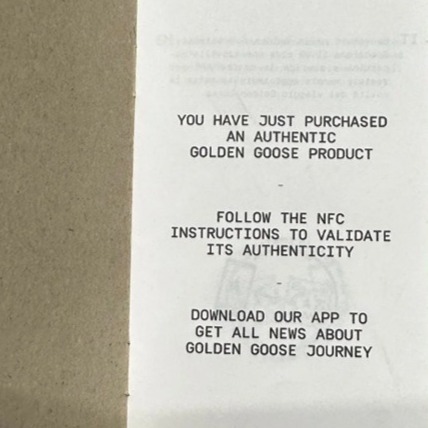 YOU HAVE JUST PURCHASED
AN AUTHENTIC
GOLDEN GOOSE PRODUCT
-
FOLLOW THE NFC
INSTRUCTIONS TO VALIDATE
ITS AUTHENTICITY
-
DOWNLOAD OUR APP TO
GET ALL NEWS ABOUT
GOLDEN GOOSE JOURNEY